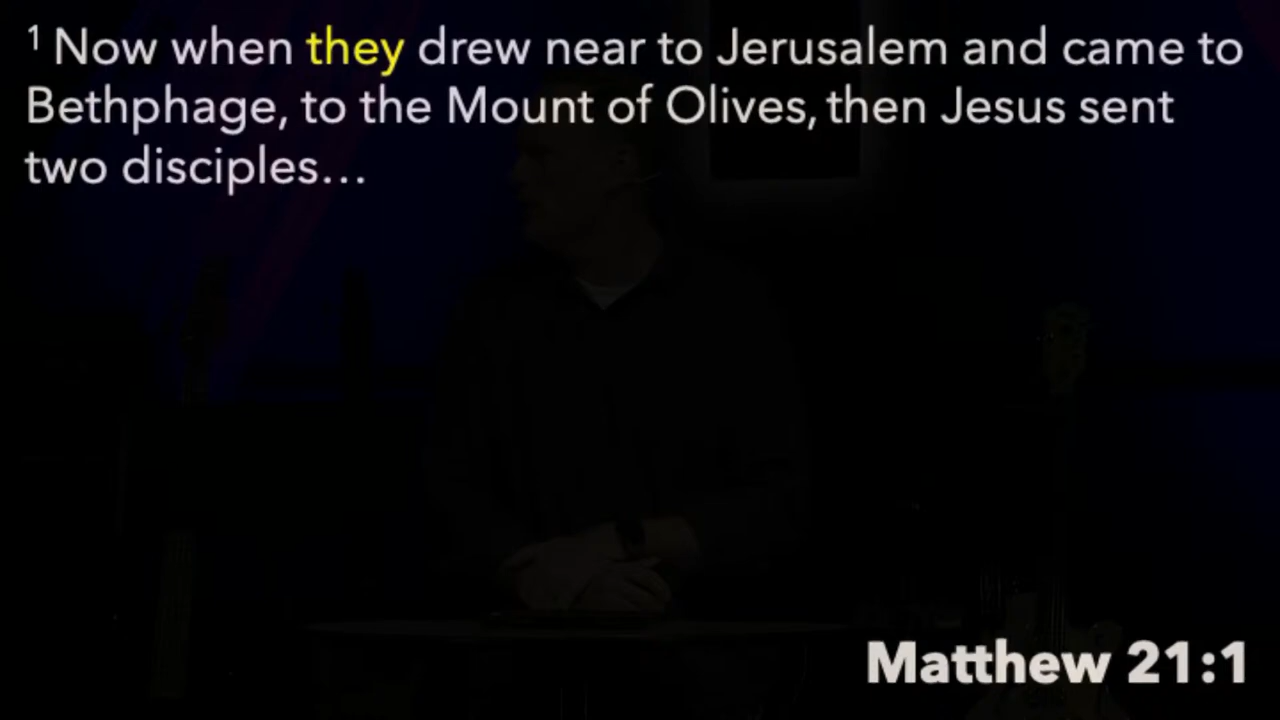 ¹ Now when they drew near to Jerusalem and came to
Bethphage, to the Mount of Olives, then Jesus sent
two disciples…
Matthew 21:1